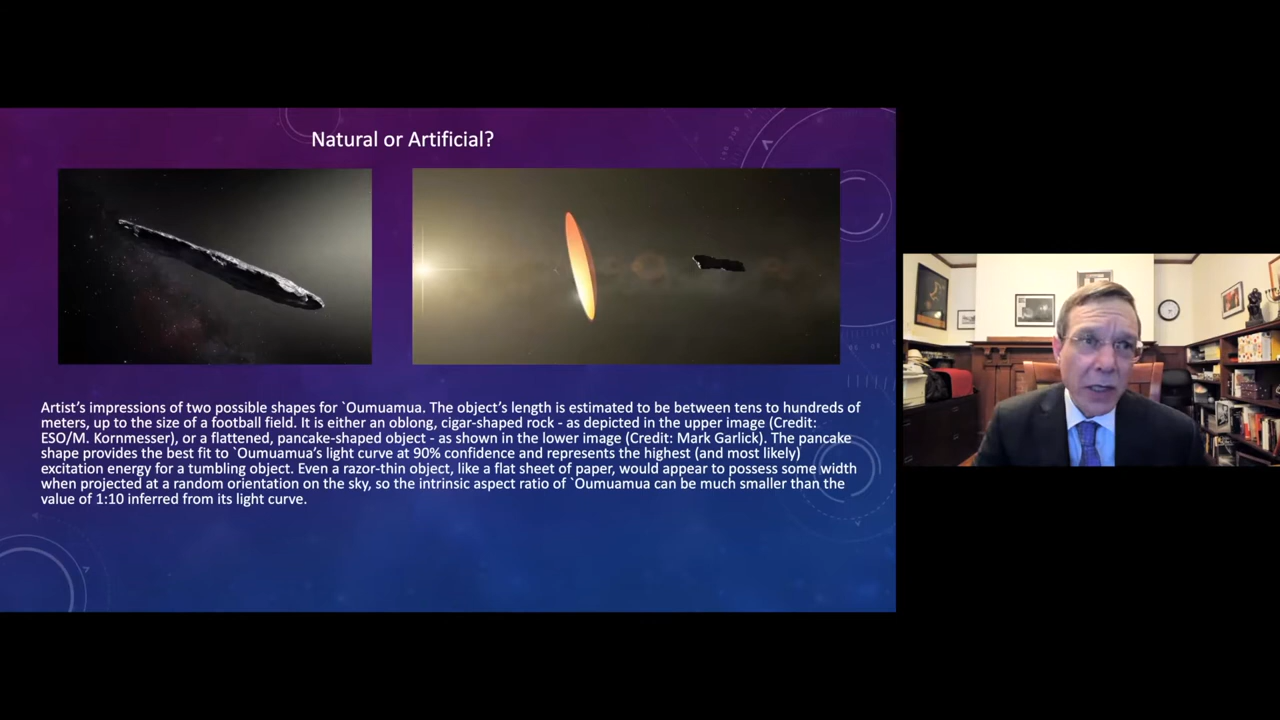 Natural or Artificial?
Artist's impressions of two possible shapes for `Oumuamua. The object's length is estimated to be between tens to hundreds of
meters, up to the size of a football field. It is either an oblong, cigar-shaped rock - as depicted in the upper image (Credit:
ESO/M. Kornmesser), or a flattened, pancake-shaped object - as shown in the lower image (Credit: Mark Garlick). The pancake
shape provides the best fit to `Oumuamua's light curve at 90% confidence and represents the highest (and most likely)
excitation energy for a tumbling object. Even a razor-thin object, like a flat sheet of paper, would appear to possess some width
when projected at a random orientation on the sky, so the intrinsic aspect ratio of `Oumuamua can be much smaller than the
value of 1:10 inferred from its light curve.